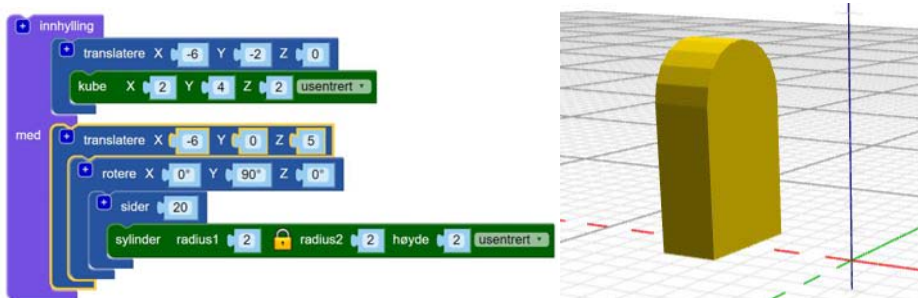 innhylling
translatere X -6 Y -2 Z 0
kube X 2 Y 4 Z 2 usentrert
med
translatere X -6 Y 0 Z 5
rotere X 0° Y 90° Z 0°
sider 20
sylinder radius1 2 radius2 2 høyde 2 usentrert